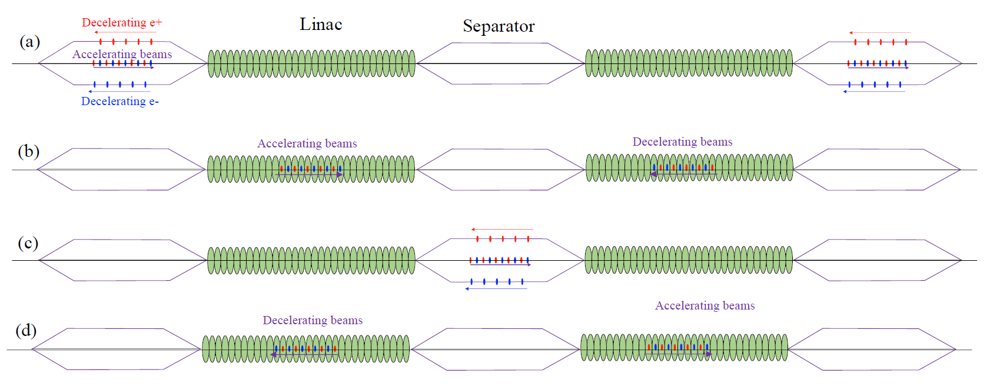 Decelerating e+
Linac
Separator
(a)
Accelerating beams
Decelerating e-
(b)
Accelerating beams
Decelerating beams
(c)
Accelerating beams
Decelerating beams
(d)